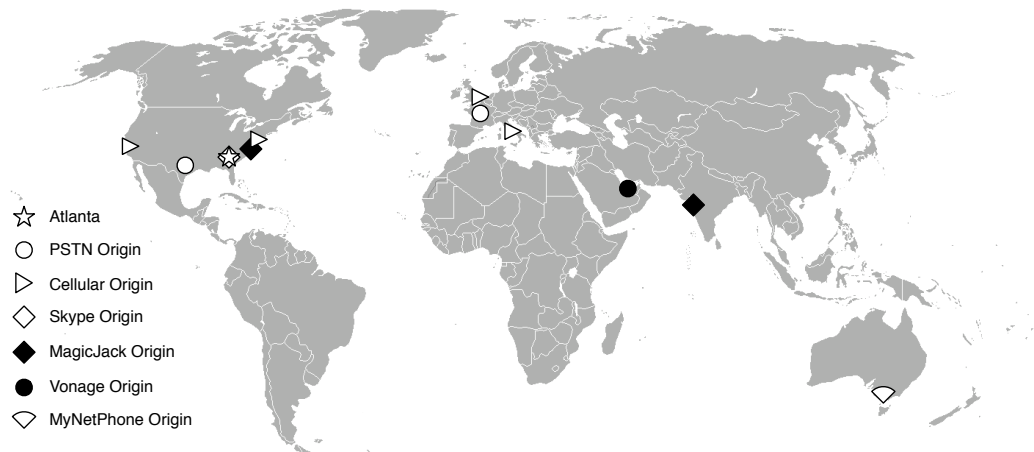 Atlanta
PSTN Origin
Cellular Origin
Skype Origin
MagicJack Origin
Vonage Origin
MyNetPhone Origin